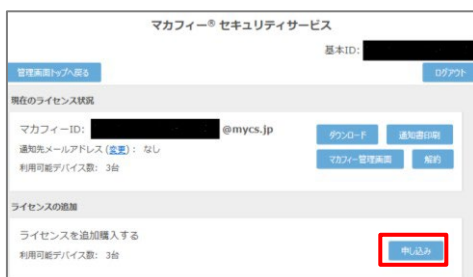 マカフィー® セキュリティサービス
基本ID:
管理画面トップへ戻る
ログアウト
現在のライセンス状況
マカフィーID: @mycs.jp
ダウンロード
通知書印刷
通知先メールアドレス (変更) : なし
マカフィー管理画面
解約
利用可能デバイス数: 3台
ライセンスの追加
ライセンスを追加購入する
申し込み
利用可能デバイス数: 3台